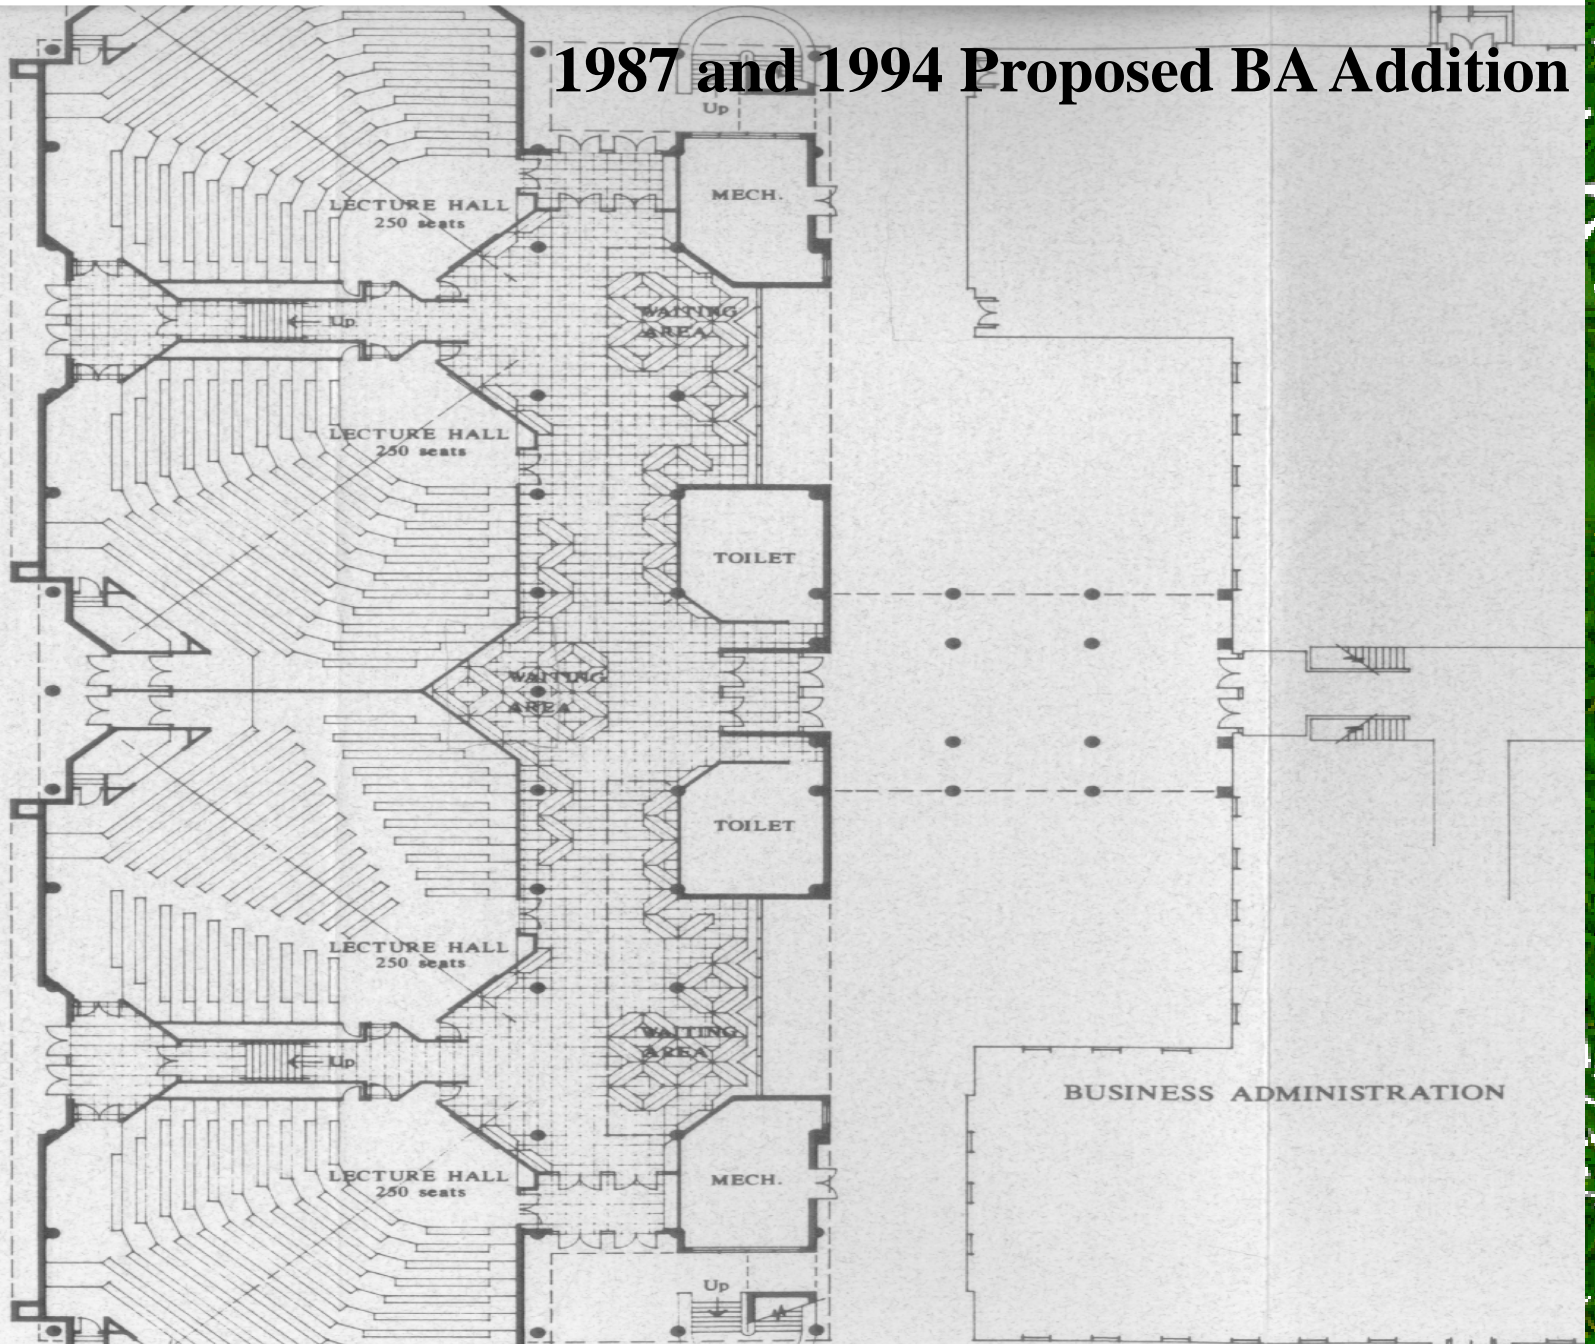 1987 and 1994 Proposed BA Addition
Up
MECH.
LECTURE HALL
250 seats
WAITING
AREA
Up
LECTURE HALL
250 seats
TOILET
WAITING
AREA
TOILET
LECTURE HALL
250 seats
WAITING
AREA
Up
BUSINESS ADMINISTRATION
LECTURE HALL
250 seats
MECH.
Up